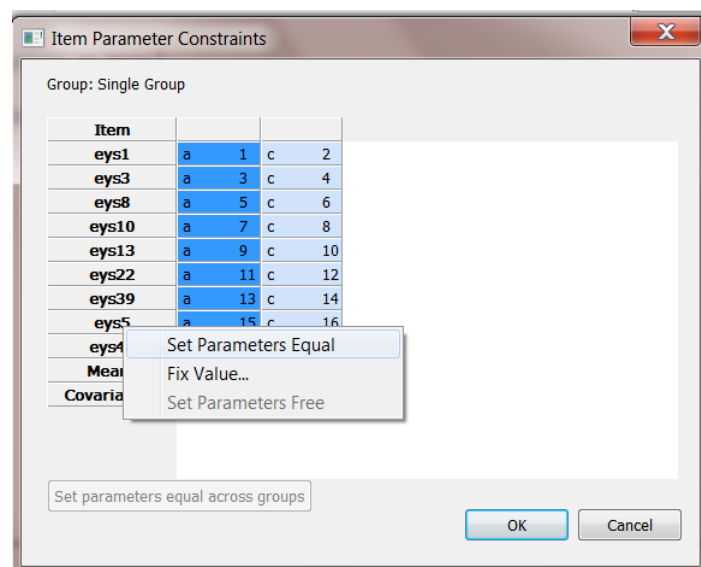 Item Parameter Constraints
X
Group: Single Group
Item
eys1 a 1 c 2
eys3 a 3 c 4
eys8 a 5 c 6
eys10 a 7 c 8
eys13 a 9 c 10
eys22 a 11 c 12
eys39 a 13 c 14
eys5 a 15 c 16
Set Parameters Equal
Fix Value...
Set Parameters Free
Set parameters equal across groups
OK Cancel